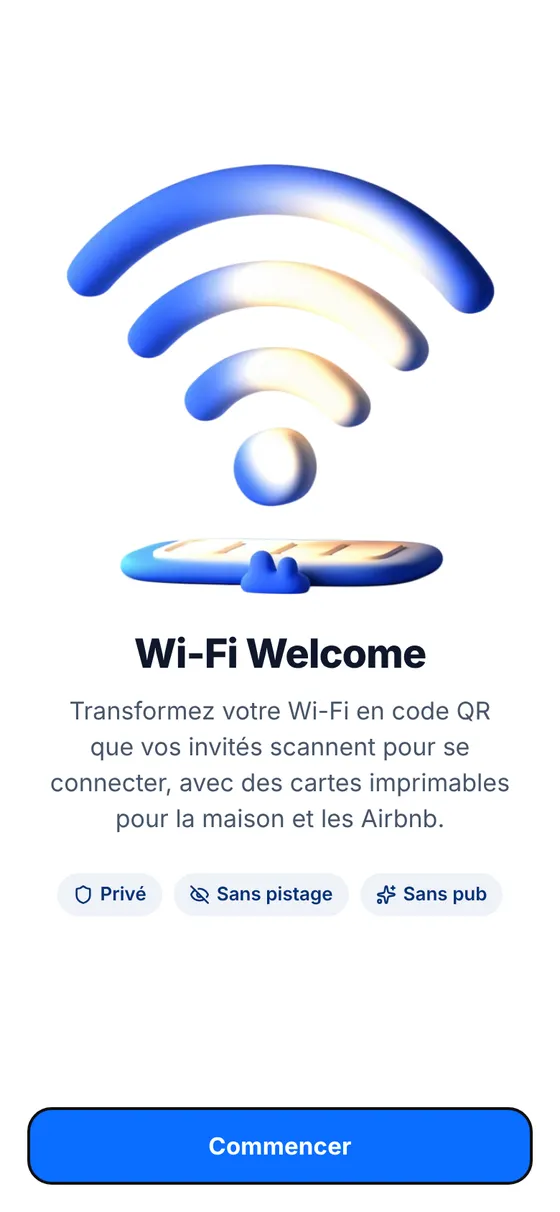 Wi-Fi Welcome
Transformez votre Wi-Fi en code QR
que vos invités scannent pour se
connecter, avec des cartes imprimables
pour la maison et les Airbnb.
Privé
Sans pistage
Sans pub
Commencer